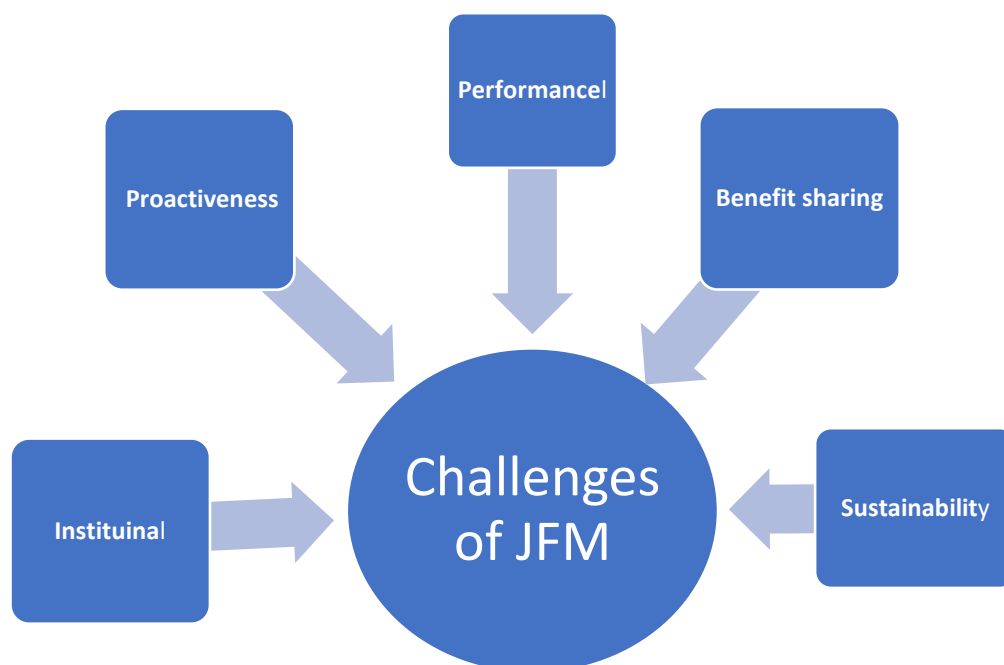 Performancel
Proactiveness
Benefit sharing
Instituinal
Challenges
of JFM
Sustainability